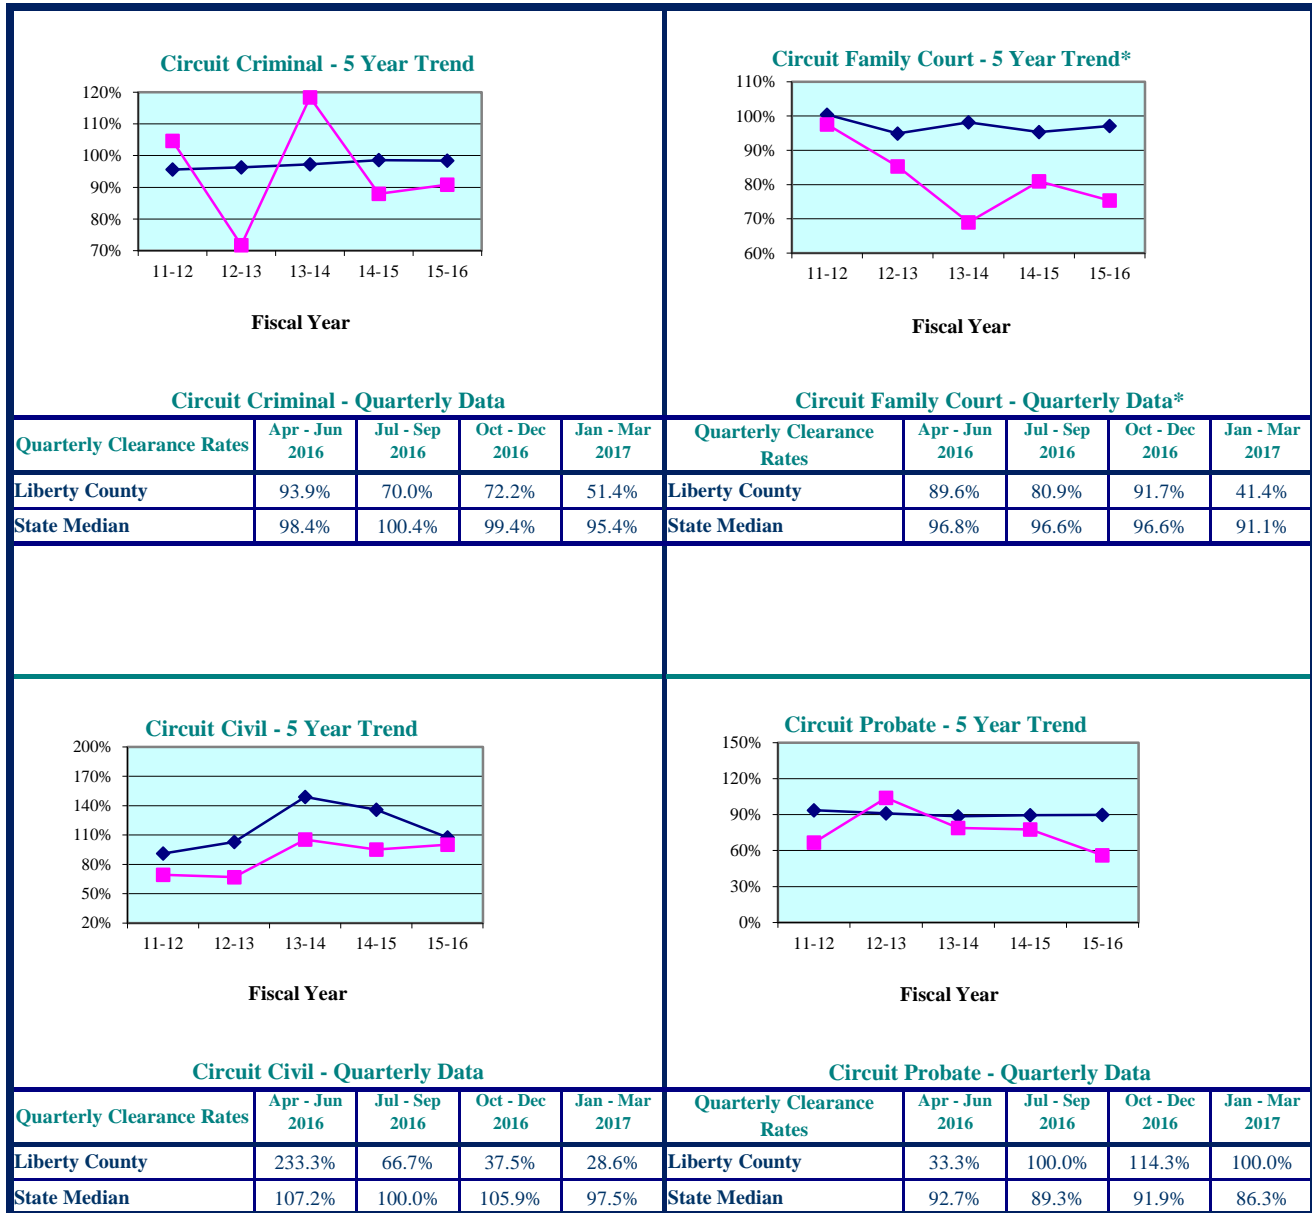 Circuit Criminal - 5 Year Trend
120%
110%
100%
90%
80%
70%
11-12 12-13 13-14 14-15 15-16
Fiscal Year
Circuit Criminal - Quarterly Data
Quarterly Clearance Rates Apr - Jun 2016 Jul - Sep 2016 Oct - Dec 2016 Jan - Mar 2017
Liberty County 93.9% 70.0% 72.2% 51.4%
State Median 98.4% 100.4% 99.4% 95.4%
Circuit Family Court - 5 Year Trend*
110%
100%
90%
80%
70%
60%
11-12 12-13 13-14 14-15 15-16
Fiscal Year
Circuit Family Court - Quarterly Data*
Quarterly Clearance Rates Apr - Jun 2016 Jul - Sep 2016 Oct - Dec 2016 Jan - Mar 2017
Liberty County 89.6% 80.9% 91.7% 41.4%
State Median 96.8% 96.6% 96.6% 91.1%
Circuit Civil - 5 Year Trend
200%
170%
140%
110%
80%
50%
20%
11-12 12-13 13-14 14-15 15-16
Fiscal Year
Circuit Civil - Quarterly Data
Quarterly Clearance Rates Apr - Jun 2016 Jul - Sep 2016 Oct - Dec 2016 Jan - Mar 2017
Liberty County 233.3% 66.7% 37.5% 28.6%
State Median 107.2% 100.0% 105.9% 97.5%
Circuit Probate - 5 Year Trend
150%
120%
90%
60%
30%
0%
11-12 12-13 13-14 14-15 15-16
Fiscal Year
Circuit Probate - Quarterly Data
Quarterly Clearance Rates Apr - Jun 2016 Jul - Sep 2016 Oct - Dec 2016 Jan - Mar 2017
Liberty County 33.3% 100.0% 114.3% 100.0%
State Median 92.7% 89.3% 91.9% 86.3%